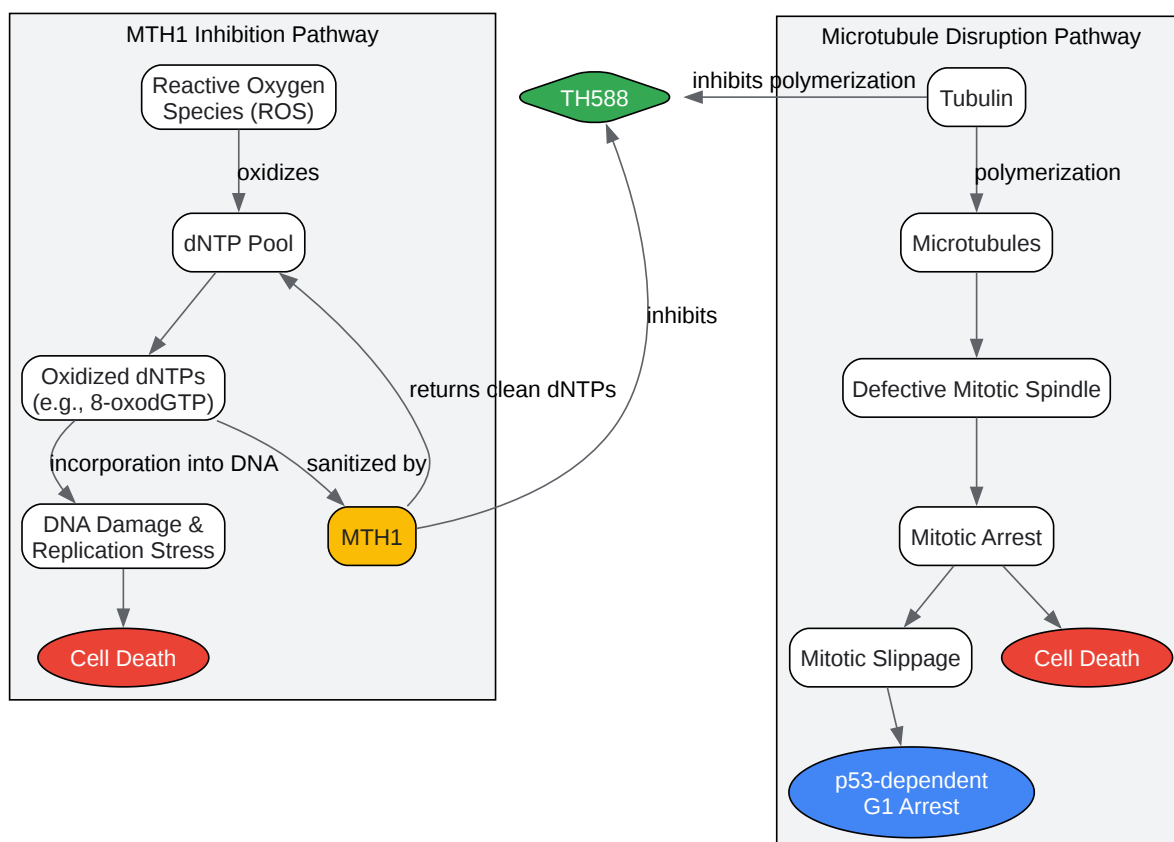 MTH1 Inhibition Pathway
Reactive Oxygen
Species (ROS)
oxidizes
dNTP Pool
Oxidized dNTPs
(e.g., 8-oxodGTP)
returns clean dNTPs
incorporation into DNA
sanitized by
DNA Damage &
Replication Stress
MTH1
Cell Death
TH588
inhibits
Microtubule Disruption Pathway
inhibits polymerization
Tubulin
polymerization
Microtubules
Defective Mitotic Spindle
Mitotic Arrest
Mitotic Slippage
Cell Death
p53-dependent
G1 Arrest